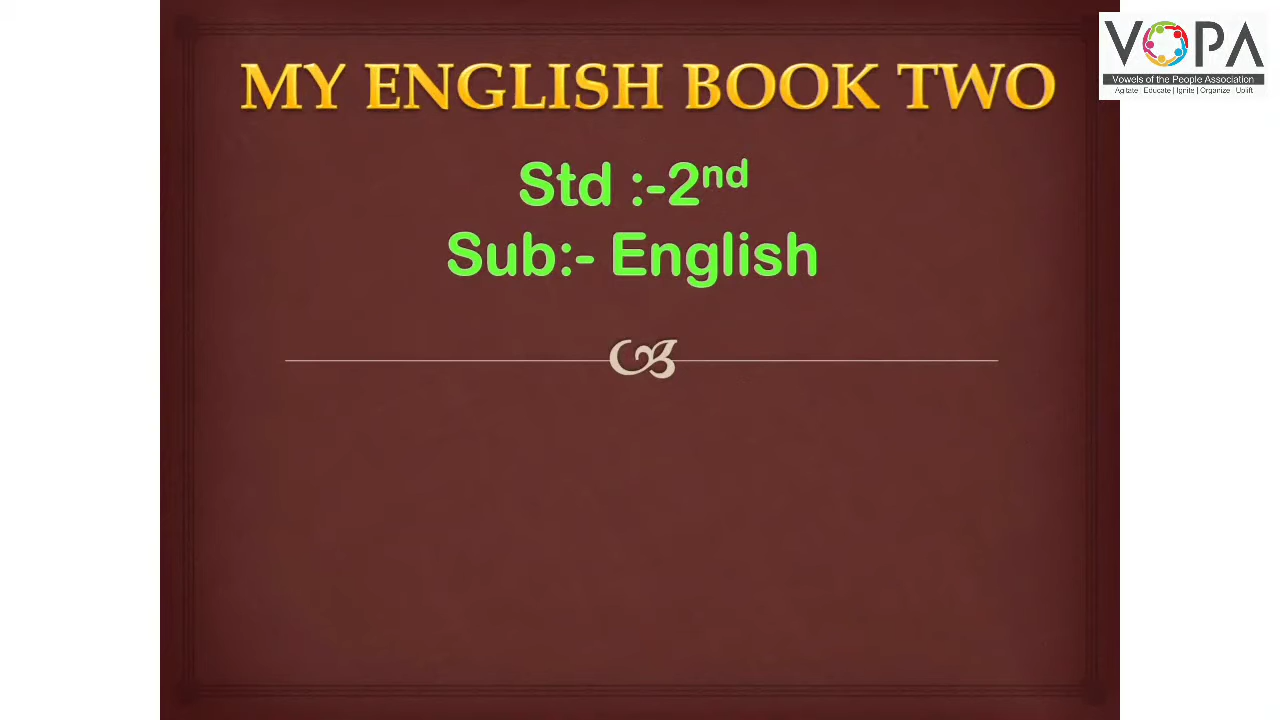 MY ENGLISH BOOK TWO
Std :-2nd
Sub:- English
VOPA
Vowels of the People Association
Agitate | Educate | Ignite | Organize | Uplift